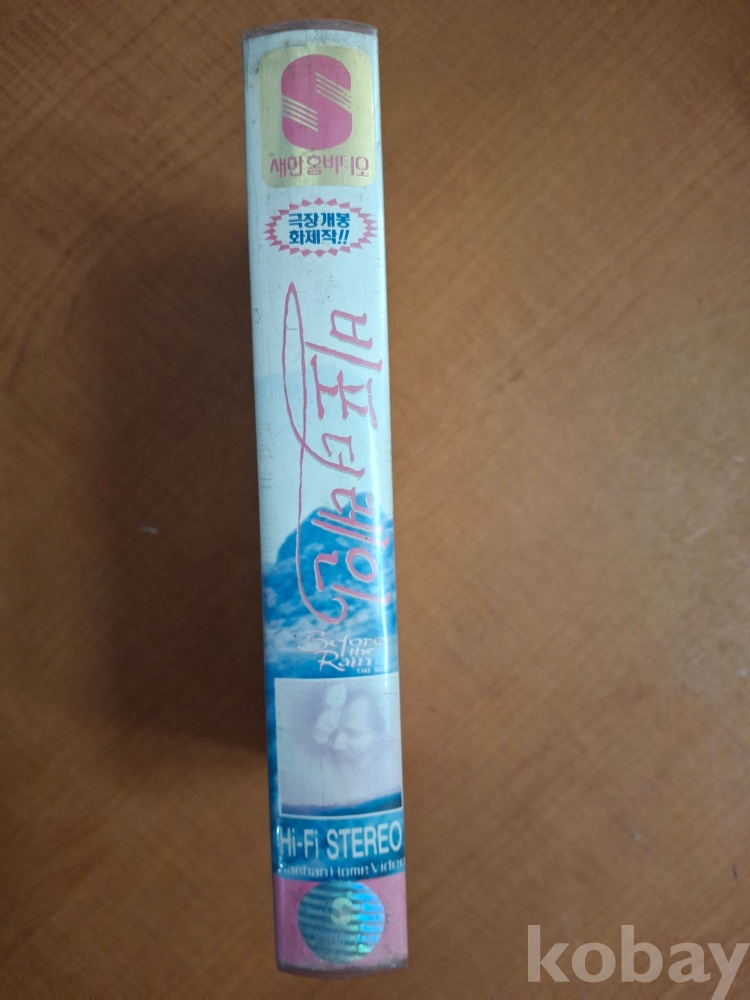 새한홈비디오
극장개봉
화제작!!
비포 더 레인
Before
the
Rain
Hi-Fi STEREO
Saehan Home Video
kobay